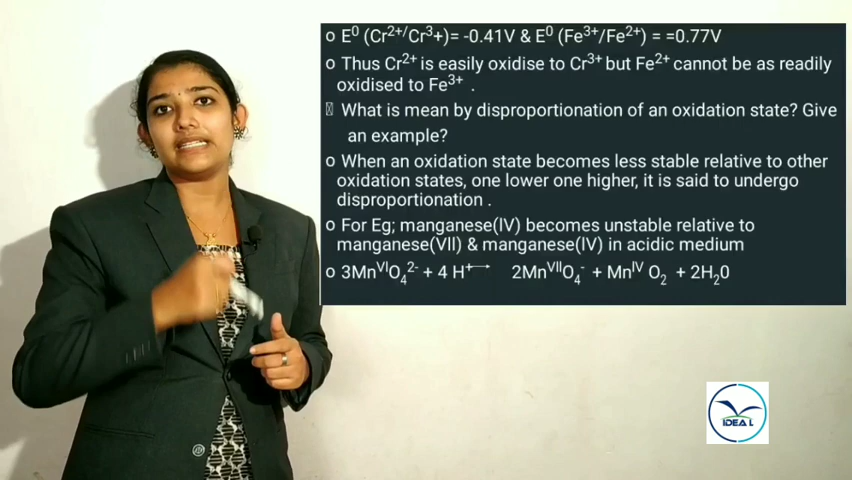 o E⁰ (Cr²⁺/Cr³+)= -0.41V & E⁰ (Fe³⁺/Fe²⁺) = =0.77V
o Thus Cr²⁺ is easily oxidise to Cr³⁺ but Fe²⁺ cannot be as readily
oxidised to Fe³⁺ .
What is mean by disproportionation of an oxidation state? Give
an example?
o When an oxidation state becomes less stable relative to other
oxidation states, one lower one higher, it is said to undergo
disproportionation .
o For Eg; manganese(IV) becomes unstable relative to
manganese(VII) & manganese(IV) in acidic medium
o 3Mn^VI O₄²⁻ + 4 H⁺ → 2Mn^VII O₄⁻ + Mn^IV O₂ + 2H₂0
IDEAL